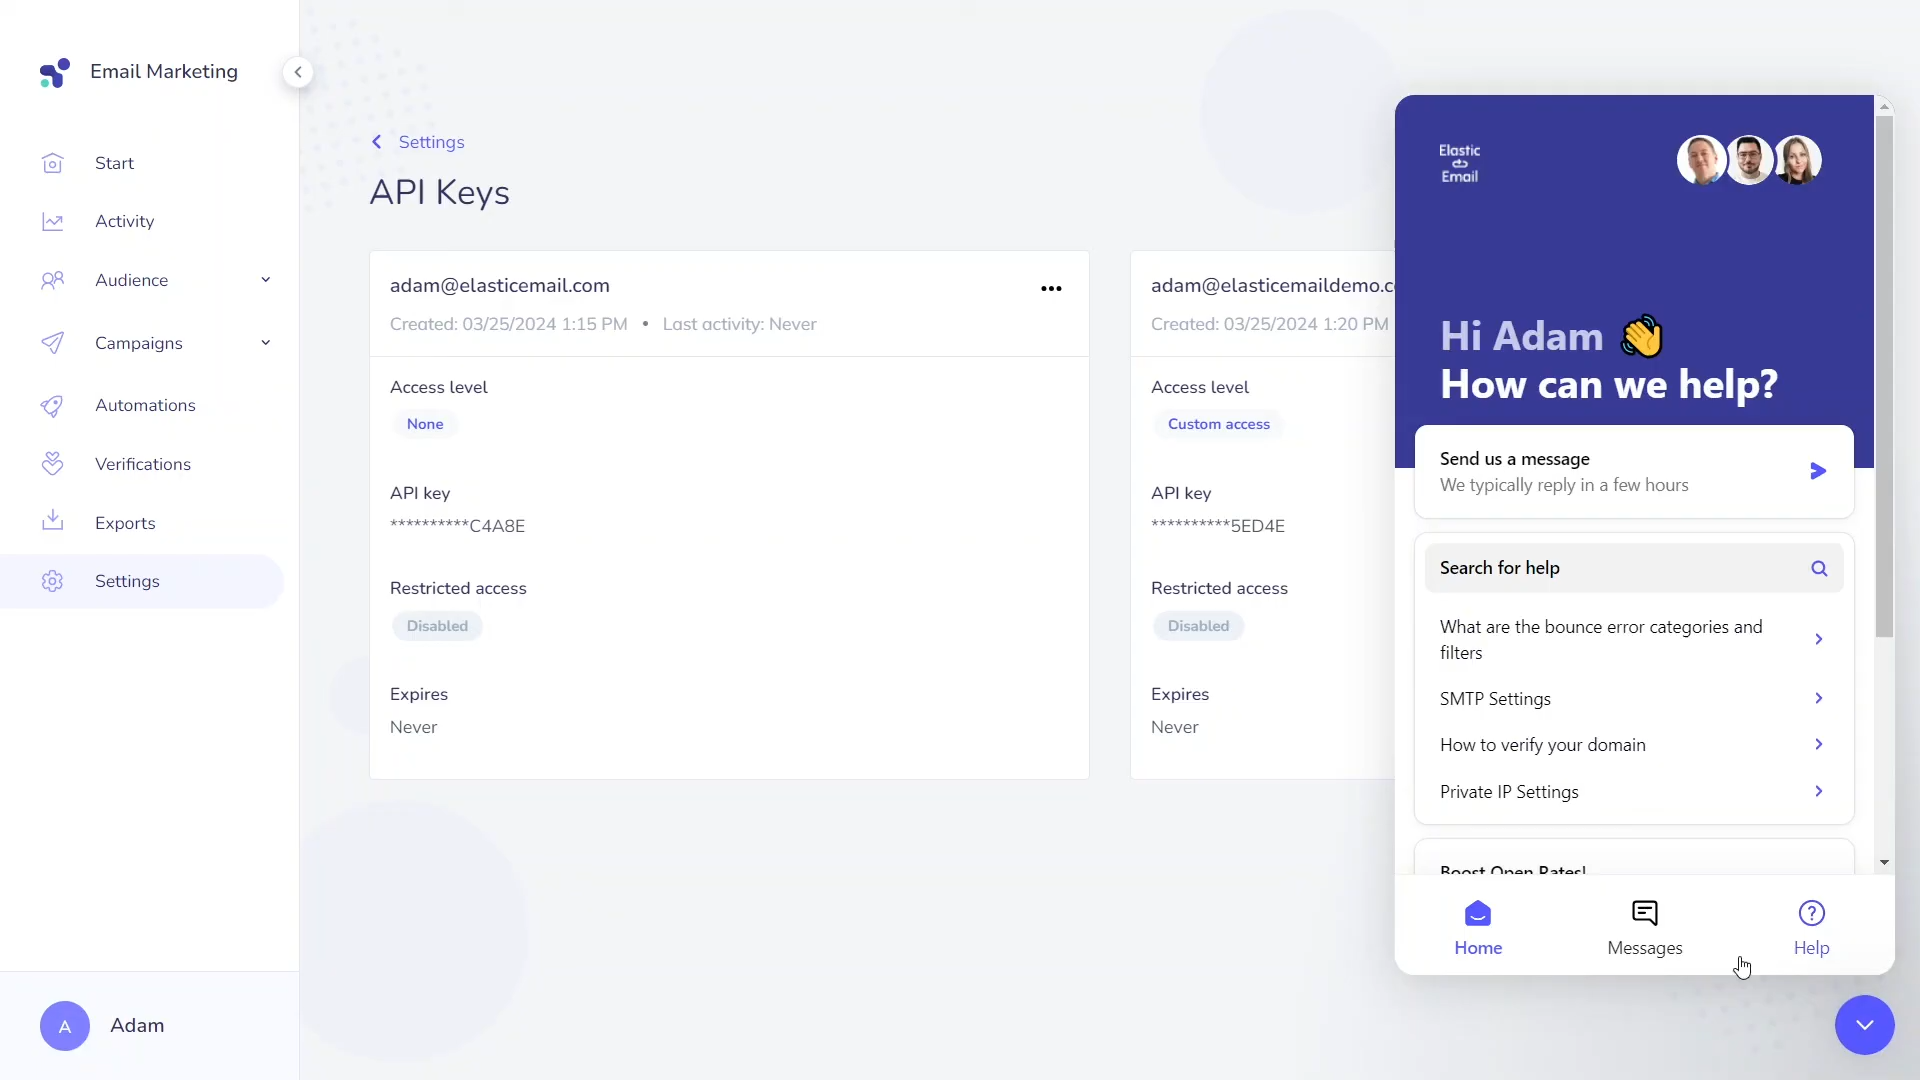 Email Marketing
Start
Activity
Audience
Campaigns
Automations
Verifications
Exports
Settings
A
Adam
Settings
API Keys
adam@elasticemail.com
Created: 03/25/2024 1:15 PM • Last activity: Never
Access level
None
API key
**********C4A8E
Restricted access
Disabled
Expires
Never
adam@elasticemaildemo.c
Created: 03/25/2024 1:20 PM
Access level
Custom access
API key
**********5ED4E
Restricted access
Disabled
Expires
Never
Elastic
Email
Hi Adam 👋
How can we help?
Send us a message
We typically reply in a few hours
Search for help
What are the bounce error categories and
filters
SMTP Settings
How to verify your domain
Private IP Settings
Boost Open Rates!
Home
Messages
Help